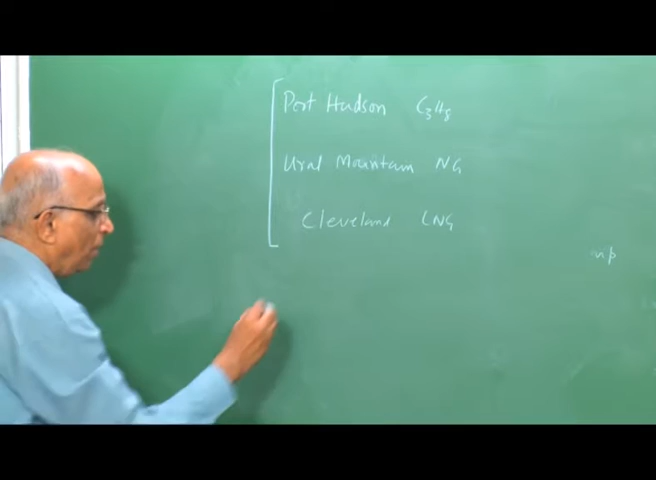 Port Hudson C₃H₈
Ural Mountain NG
Cleveland LNG